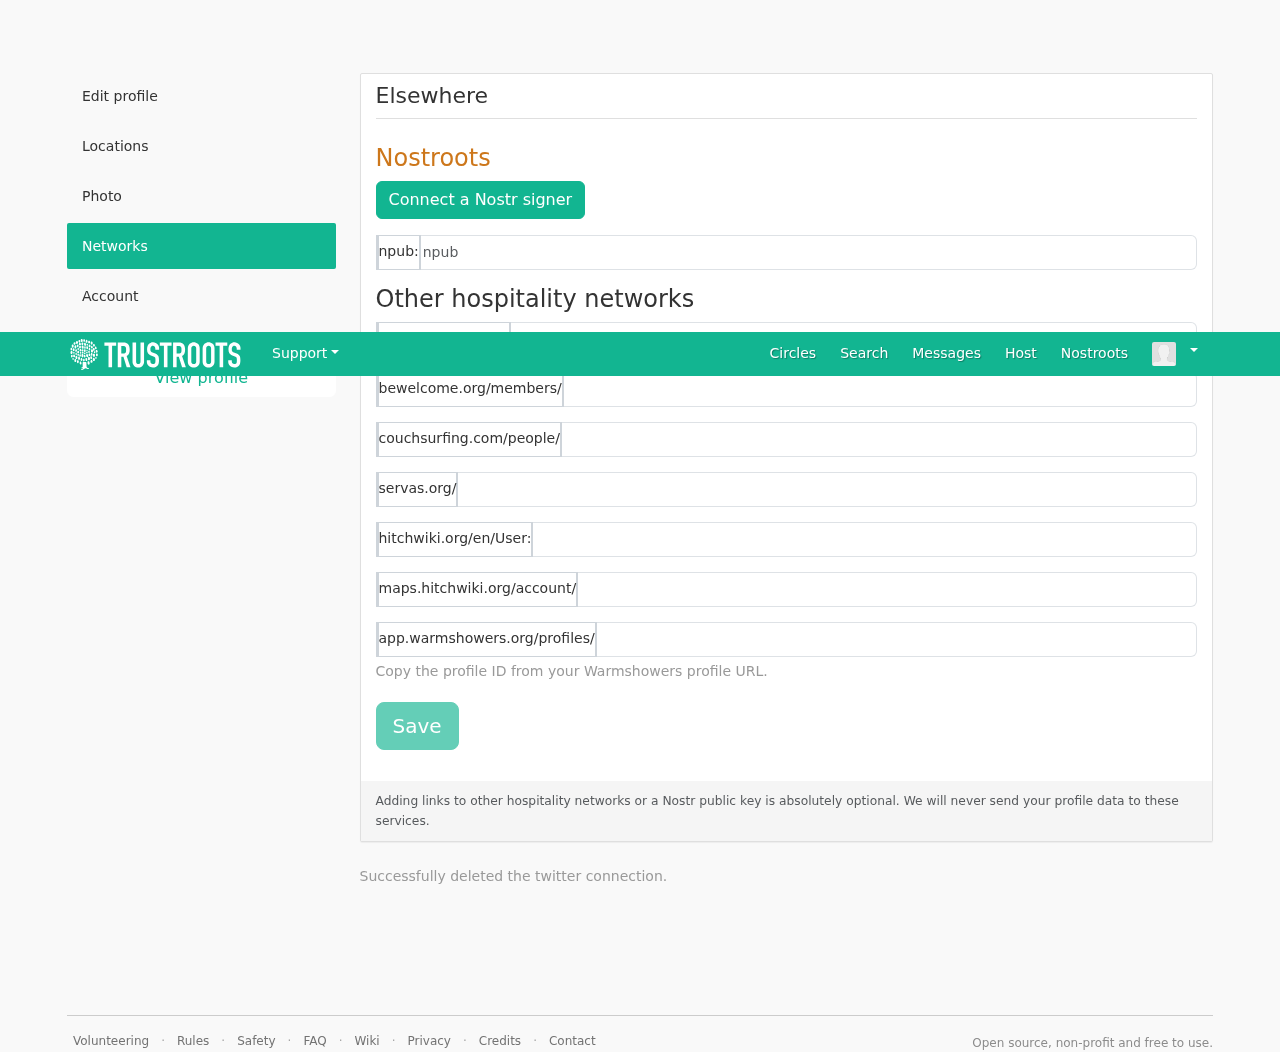 Edit profile
Locations
Photo
Networks
Account
View profile
Elsewhere
Nostroots
Connect a Nostr signer
npub: npub
Other hospitality networks
TRUSTROOTS
Support
Circles Search Messages Host Nostroots
bewelcome.org/members/
couchsurfing.com/people/
servas.org/
hitchwiki.org/en/User:
maps.hitchwiki.org/account/
app.warmshowers.org/profiles/
Copy the profile ID from your Warmshowers profile URL.
Save
Adding links to other hospitality networks or a Nostr public key is absolutely optional. We will never send your profile data to these
services.
Successfully deleted the twitter connection.
Volunteering · Rules · Safety · FAQ · Wiki · Privacy · Credits · Contact
Open source, non-profit and free to use.